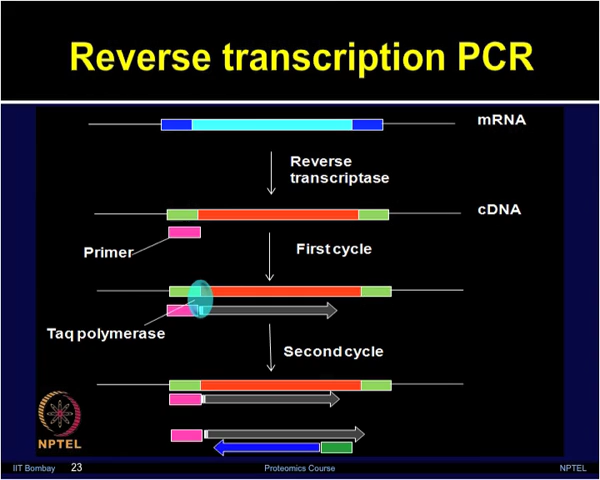 Reverse transcription PCR
mRNA
Reverse
transcriptase
cDNA
Primer
First cycle
Taq polymerase
Second cycle
NPTEL
IIT Bombay
23
Proteomics Course
NPTEL